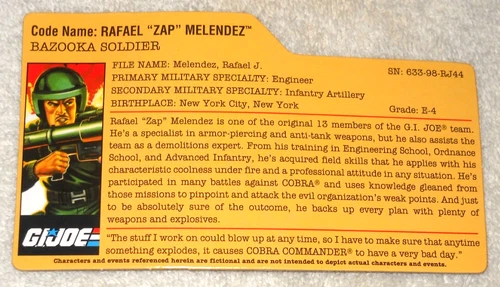 Code Name: RAFAEL "ZAP" MELENDEZ™
BAZOOKA SOLDIER
FILE NAME: Melendez, Rafael J.
SN: 633-98-RJ44
PRIMARY MILITARY SPECIALTY: Engineer
SECONDARY MILITARY SPECIALTY: Infantry Artillery
BIRTHPLACE: New York City, New York
Grade: E-4
Rafael "Zap" Melendez is one of the original 13 members of the G.I. JOE® team.
He's a specialist in armor-piercing and anti-tank weapons, but he also assists the
team as a demolitions expert. From his training in Engineering School, Ordnance
School, and Advanced Infantry, he's acquired field skills that he applies with his
characteristic coolness under fire and a professional attitude in any situation. He's
participated in many battles against COBRA® and uses knowledge gleaned from
those missions to pinpoint and attack the evil organization's weak points. And just
to be absolutely sure of the outcome, he backs up every plan with plenty of
weapons and explosives.
"The stuff I work on could blow up at any time, so I have to make sure that anytime
something explodes, it causes COBRA COMMANDER® to have a very bad day."
G.I. JOE
Characters and events referenced herein are fictional and are not intended to depict actual characters and events.